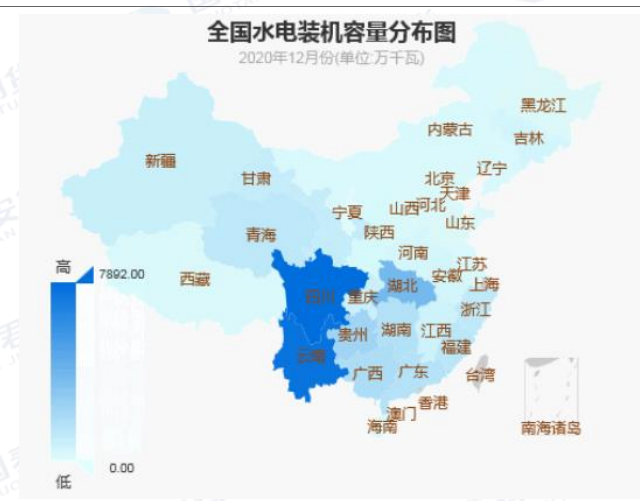 全国水电装机容量分布图
2020年12月份(单位:万千瓦)
黑龙江
内蒙古
吉林
新疆
辽宁
甘肃
北京
天津
宁夏
山西
河北
山东
陕西
青海
河南
江苏
高
7892.00
西藏
安徽
上海
四川
重庆
湖北
浙江
贵州
湖南
江西
福建
云南
广西
广东
台湾
香港
澳门
海南
南海诸岛
0.00
低